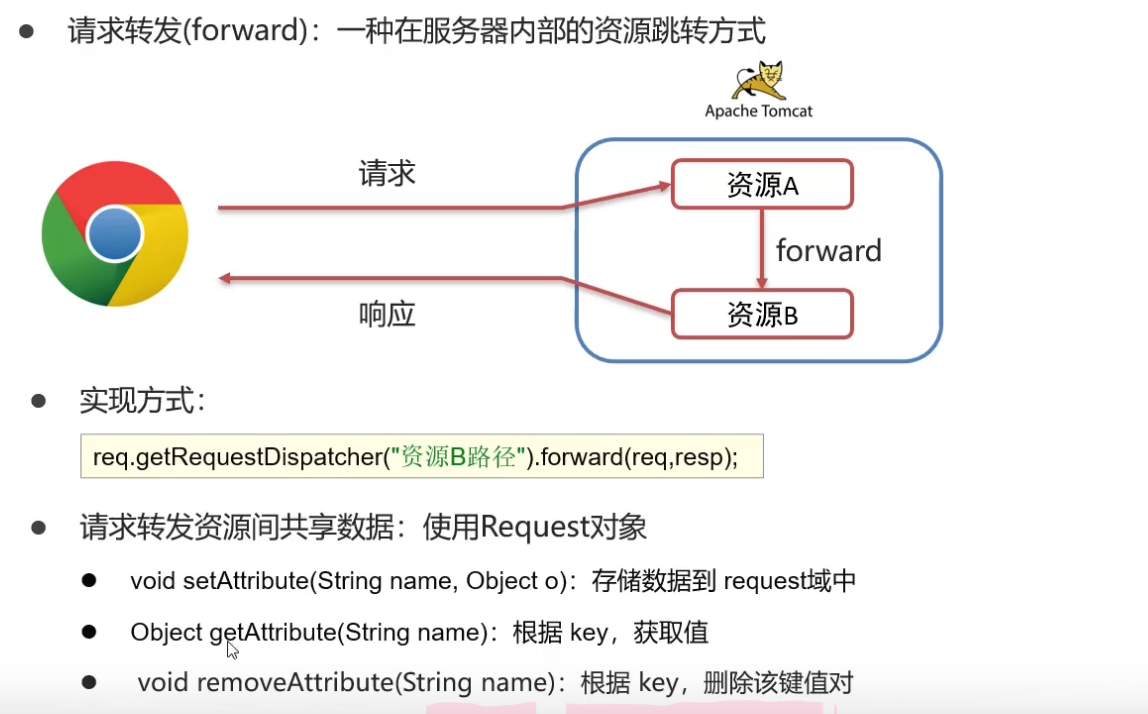 请求转发(forward)：一种在服务器内部的资源跳转方式
Apache Tomcat
请求
资源A
forward
响应
资源B
实现方式：
req.getRequestDispatcher("资源B路径").forward(req,resp);
请求转发资源间共享数据：使用Request对象
void setAttribute(String name, Object o)：存储数据到 request域中
Object getAttribute(String name)：根据 key，获取值
void removeAttribute(String name)：根据 key，删除该键值对